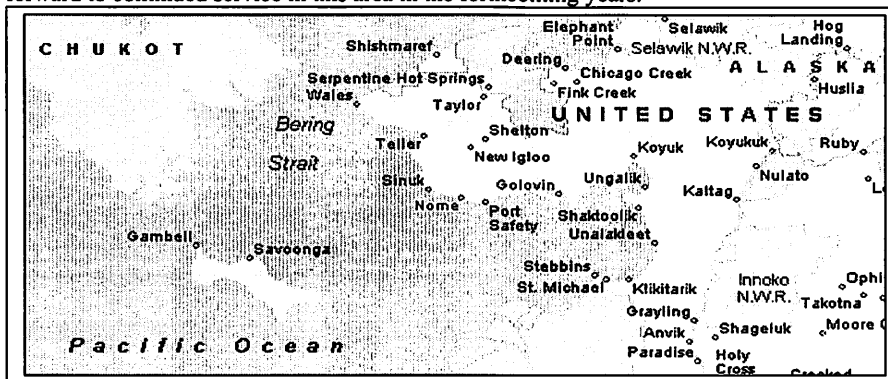 forward to continued service in this area in the forthcoming years.
Elephant Point
Selawik
Hog Landing
CHUKOT
Shishmaref
Selawik N.W.R.
Deering
ALASKA
Serpentine Hot Springs
Chicago Creek
Wales
Fink Creek
Huslia
Taylor
UNITED STATES
Bering
Shelton
Teller
Koyuk
Koyukuk
Ruby
New Igloo
Strait
Nulato
Sinuk
Golovin
Ungalik
Kaltag
Nome
Port
Safety
Shaktoolik
Gambell
Unalakleet
Savoonga
Stebbins
St. Michael
Klikitarik
Innoko
N.W.R.
Takotna
Grayling
Pacific Ocean
Anvik
Shageluk
Paradise
Holy
Cross